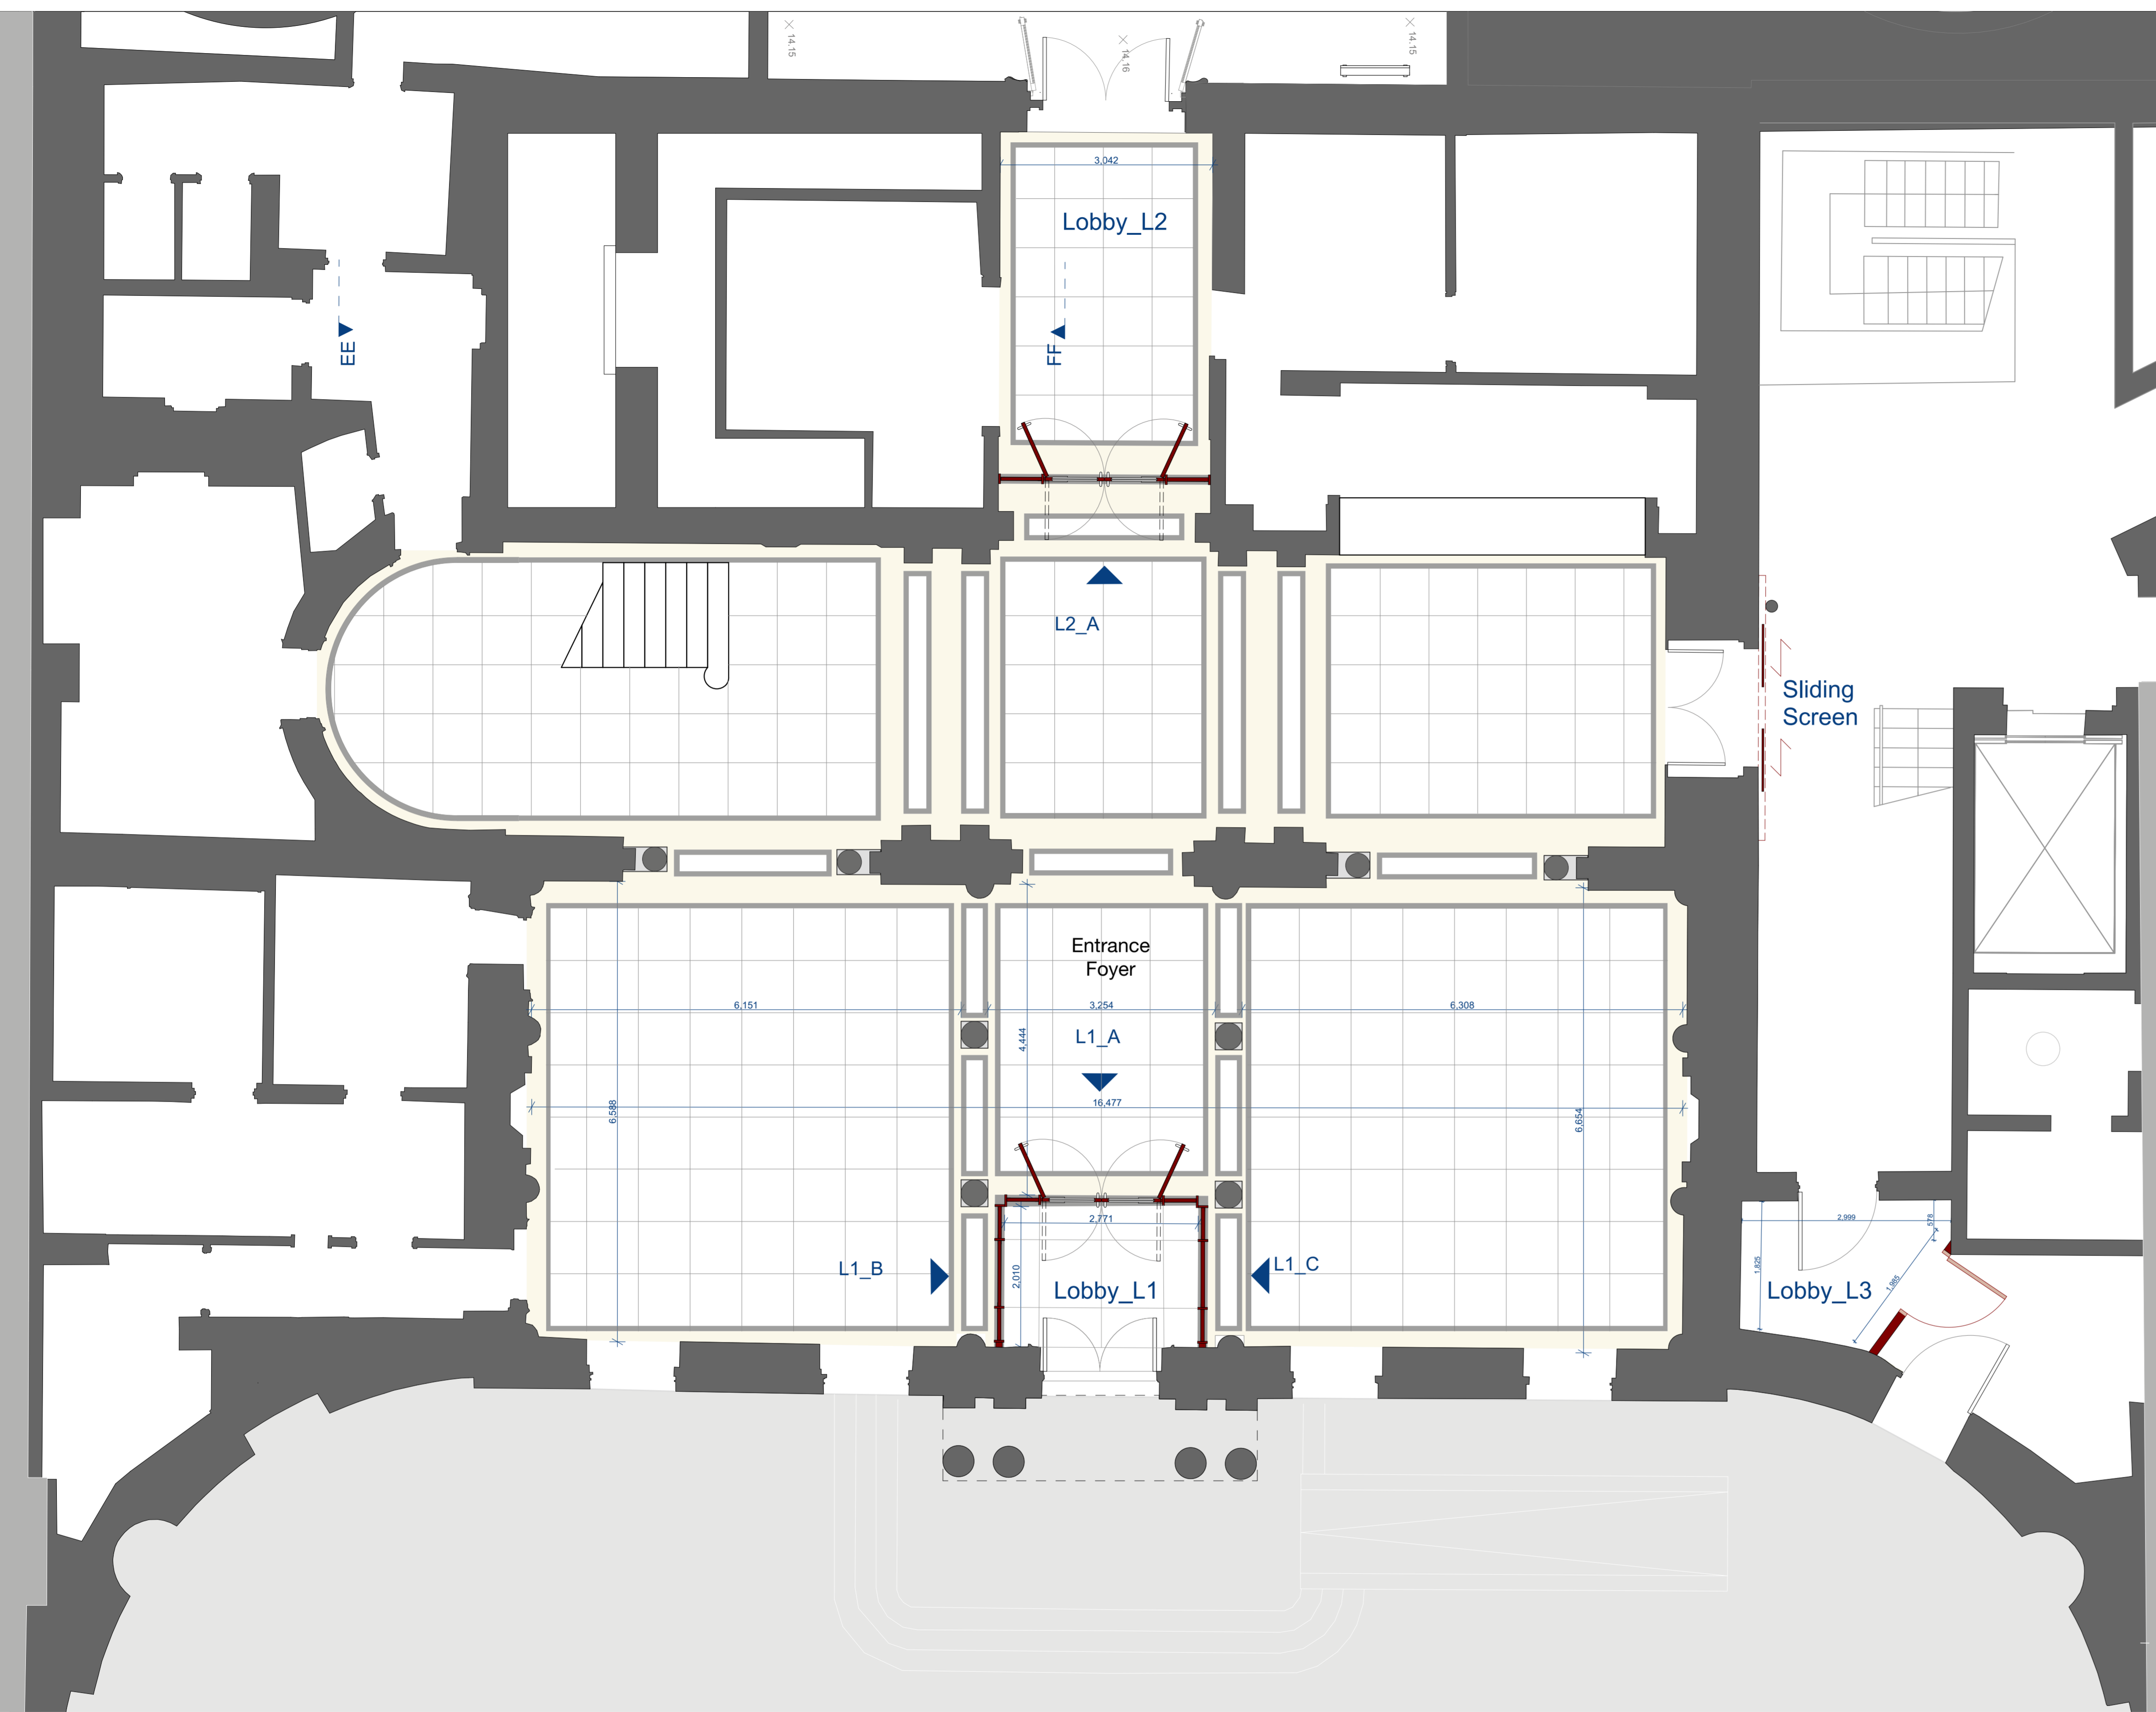 14.15
14.16
14.15
3,042
Lobby_L2
EE
FF
L2_A
Sliding
Screen
Entrance
Foyer
6,151
3,254
6,308
4,444
L1_A
16,477
6,588
6,654
2,771
2,999
578
L1_B
2,010
Lobby_L1
L1_C
1,825
Lobby_L3
1,985